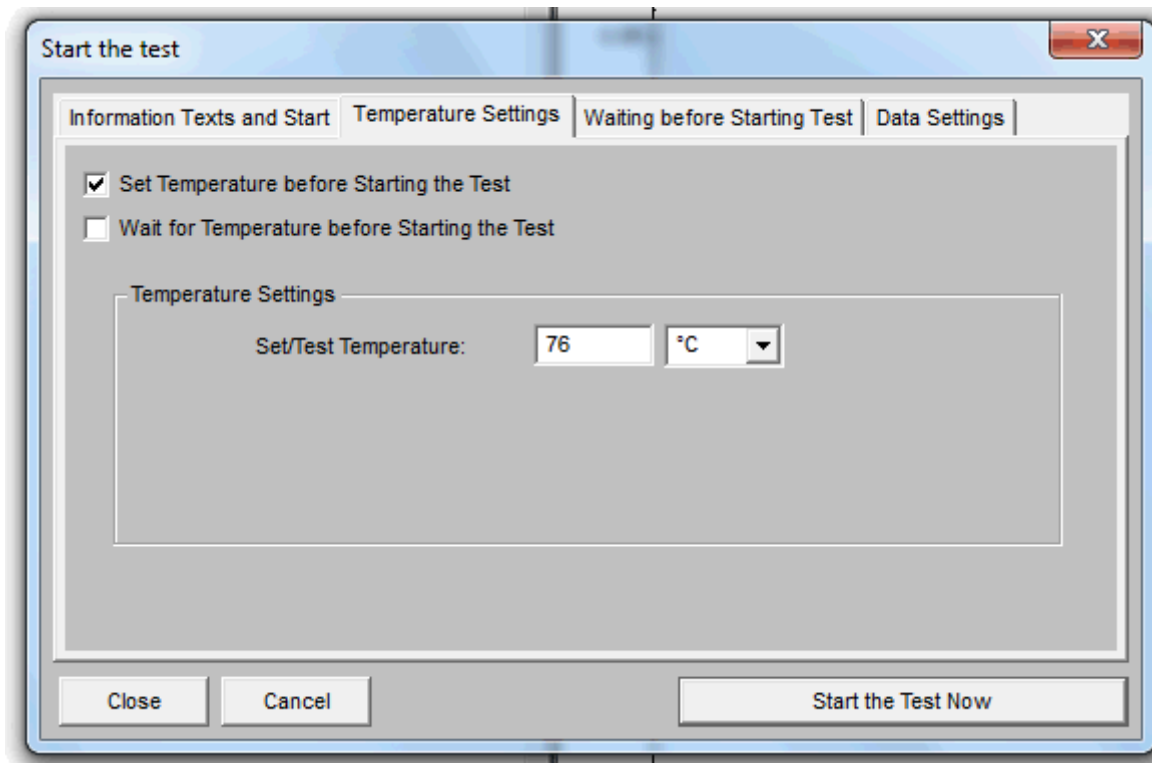 Start the test
Information Texts and Start Temperature Settings Waiting before Starting Test Data Settings
Set Temperature before Starting the Test
Wait for Temperature before Starting the Test
Temperature Settings
Set/Test Temperature: 76 °C
Close Cancel Start the Test Now